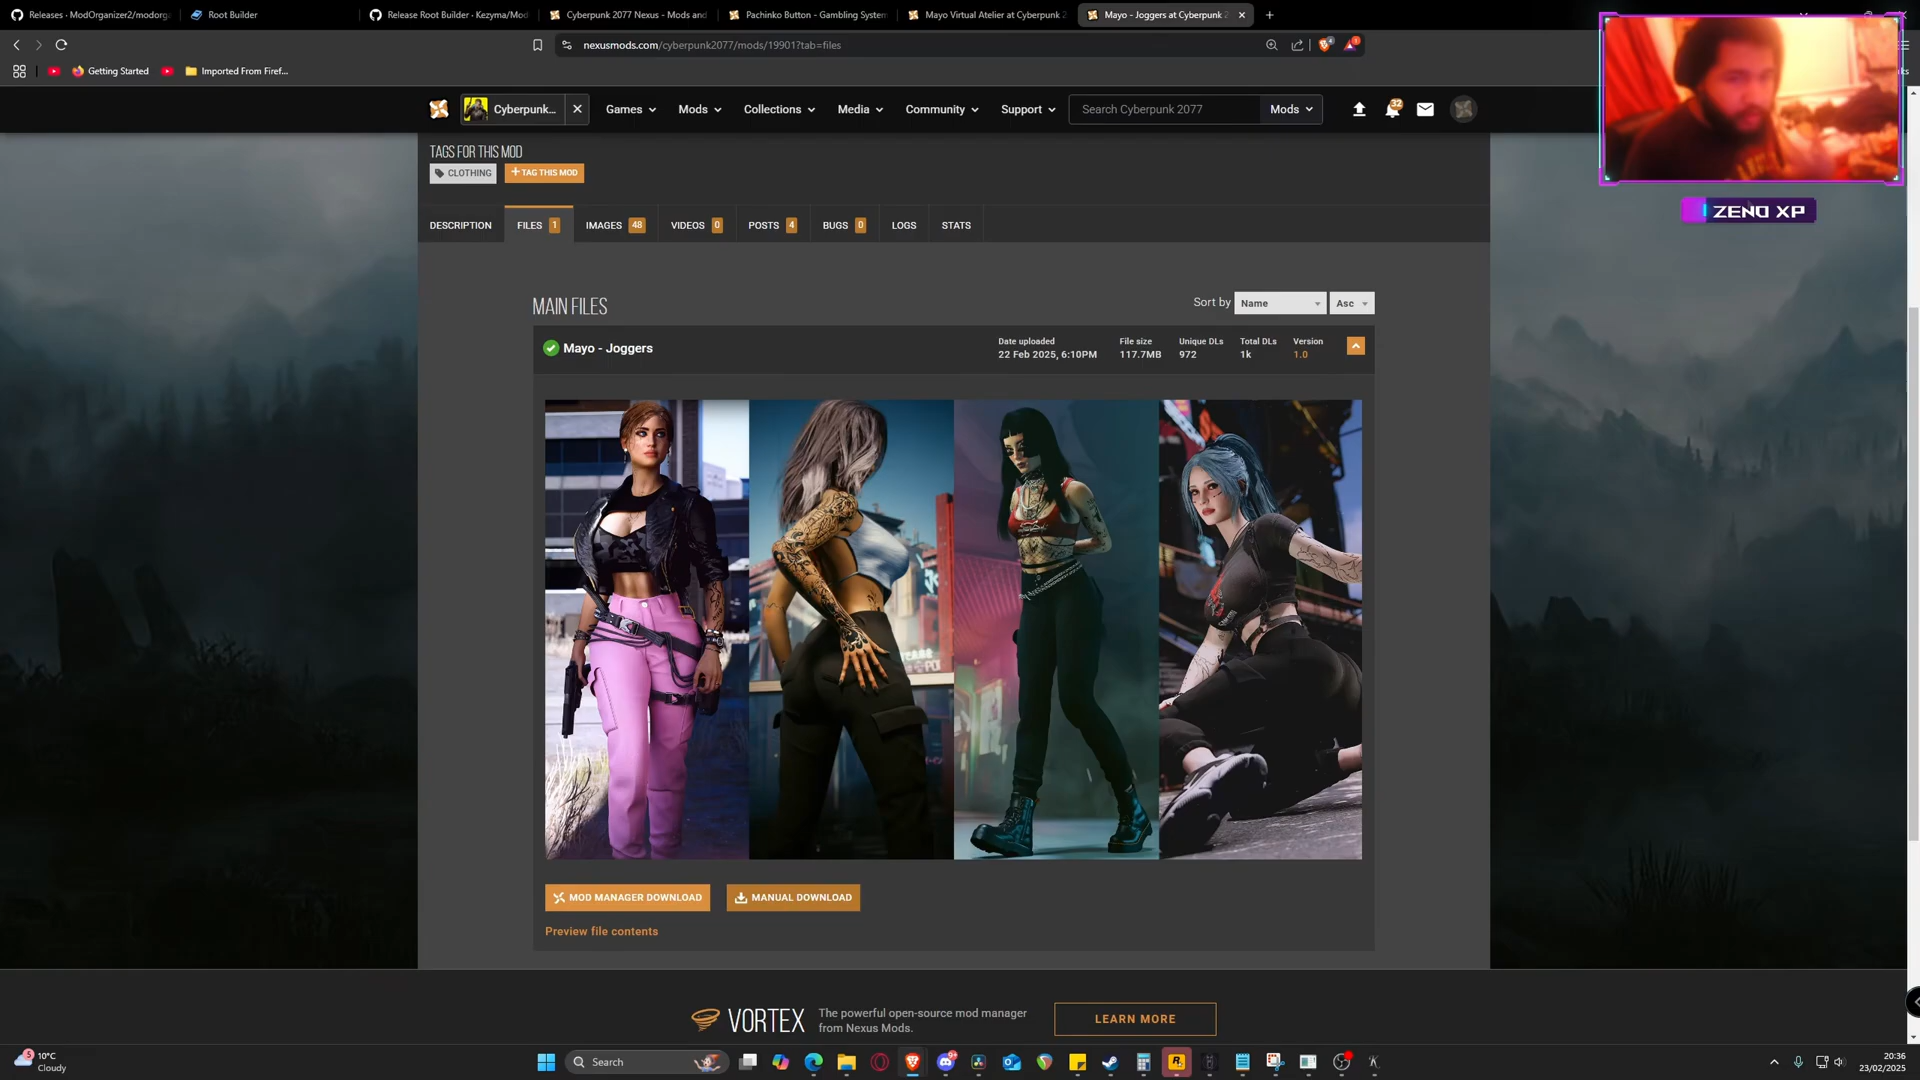 Releases · ModOrganizer2/modorg
Root Builder
Release Root Builder · Kezyma/Mod
Cyberpunk 2077 Nexus - Mods and
Pachinko Button - Gambling System
Mayo Virtual Atelier at Cyberpunk 2
Mayo - Joggers at Cyberpunk 2
nexusmods.com/cyberpunk2077/mods/19901?tab=files
Getting Started
Imported From Firef...
Cyberpunk...
Games
Mods
Collections
Media
Community
Support
Search Cyberpunk 2077
Mods
32
TAGS FOR THIS MOD
CLOTHING
+ TAG THIS MOD
ZENO XP
DESCRIPTION
FILES 1
IMAGES 48
VIDEOS 0
POSTS 4
BUGS 0
LOGS
STATS
MAIN FILES
Sort by
Name
Asc
Mayo - Joggers
Date uploaded
22 Feb 2025, 6:10PM
File size
117.7MB
Unique DLs
972
Total DLs
1k
Version
1.0
MOD MANAGER DOWNLOAD
MANUAL DOWNLOAD
Preview file contents
VORTEX
The powerful open-source mod manager
from Nexus Mods.
LEARN MORE
10°C
Cloudy
Search
20:36
23/02/2025